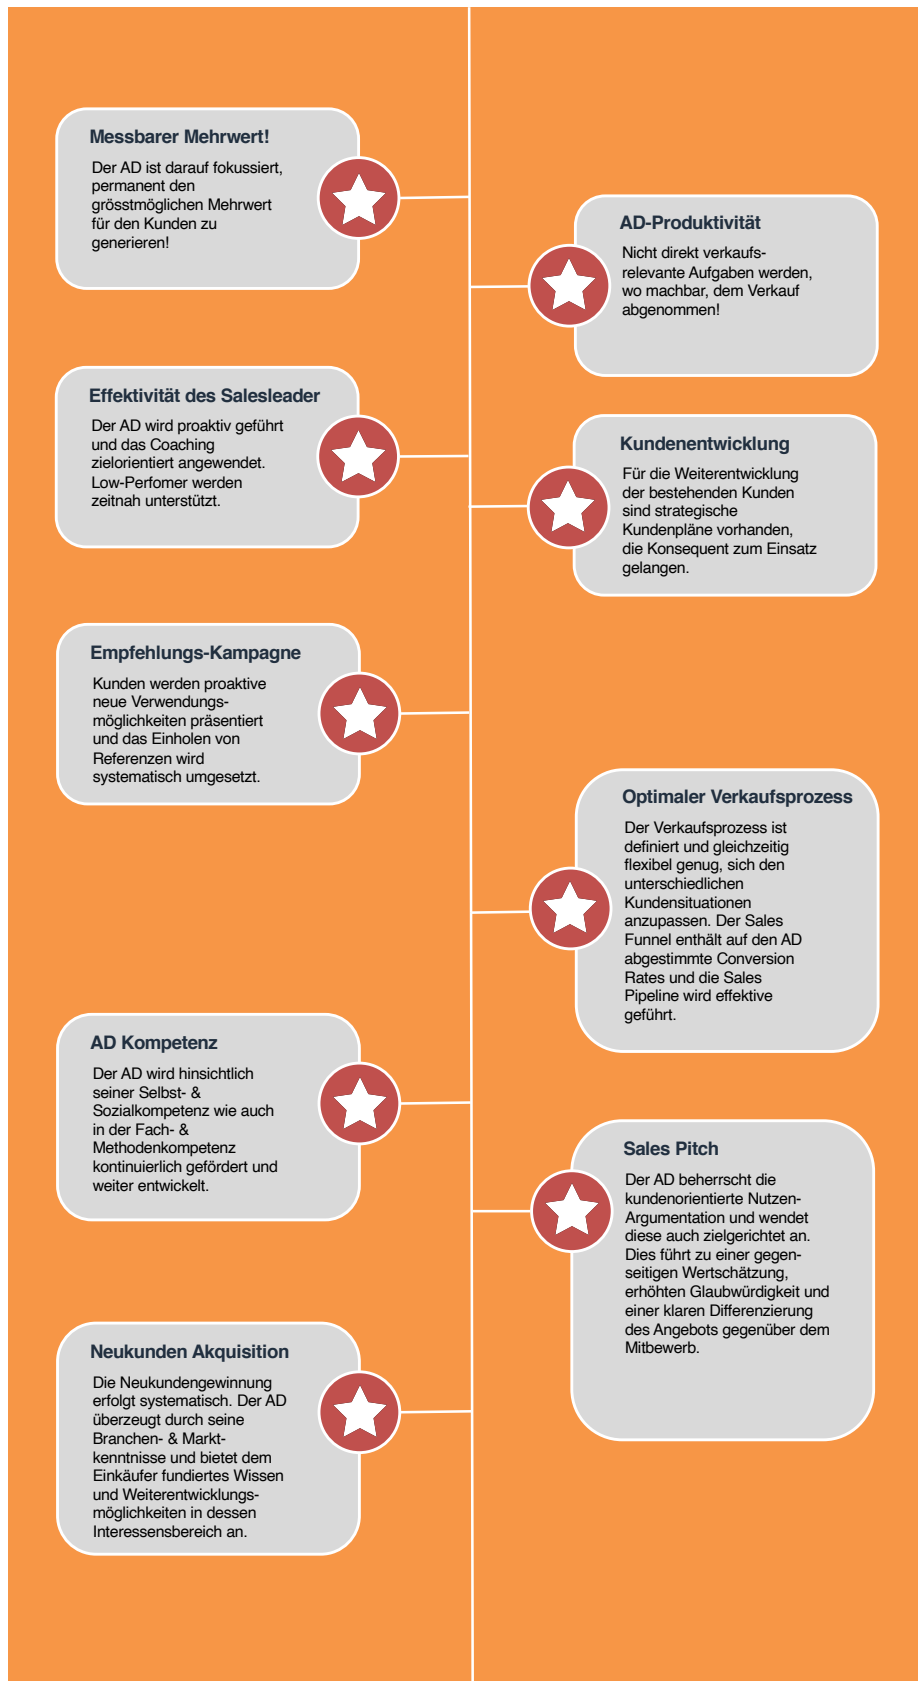 Messbarer Mehrwert!
Der AD ist darauf fokussiert,
permanent den
grösstmöglichen Mehrwert
für den Kunden zu
generieren!
AD-Produktivität
Nicht direkt verkaufs-
relevante Aufgaben werden,
wo machbar, dem Verkauf
abgenommen!
Effektivität des Salesleader
Der AD wird proaktiv geführt
und das Coaching
zielorientiert angewendet.
Low-Perfomer werden
zeitnah unterstützt.
Kundenentwicklung
Für die Weiterentwicklung
der bestehenden Kunden
sind strategische
Kundenpläne vorhanden,
die Konsequent zum Einsatz
gelangen.
Empfehlungs-Kampagne
Kunden werden proaktive
neue Verwendungs-
möglichkeiten präsentiert
und das Einholen von
Referenzen wird
systematisch umgesetzt.
Optimaler Verkaufsprozess
Der Verkaufsprozess ist
definiert und gleichzeitig
flexibel genug, sich den
unterschiedlichen
Kundensituationen
anzupassen. Der Sales
Funnel enthält auf den AD
abgestimmte Conversion
Rates und die Sales
Pipeline wird effektive
geführt.
AD Kompetenz
Der AD wird hinsichtlich
seiner Selbst- &
Sozialkompetenz wie auch
in der Fach- &
Methodenkompetenz
kontinuierlich gefördert und
weiter entwickelt.
Sales Pitch
Der AD beherrscht die
kundenorientierte Nutzen-
Argumentation und wendet
diese auch zielgerichtet an.
Dies führt zu einer gegen-
seitigen Wertschätzung,
erhöhten Glaubwürdigkeit und
einer klaren Differenzierung
des Angebots gegenüber dem
Mitbewerb.
Neukunden Akquisition
Die Neukundengewinnung
erfolgt systematisch. Der AD
überzeugt durch seine
Branchen- & Markt-
kenntnisse und bietet dem
Einkäufer fundiertes Wissen
und Weiterentwicklungs-
möglichkeiten in dessen
Interessensbereich an.